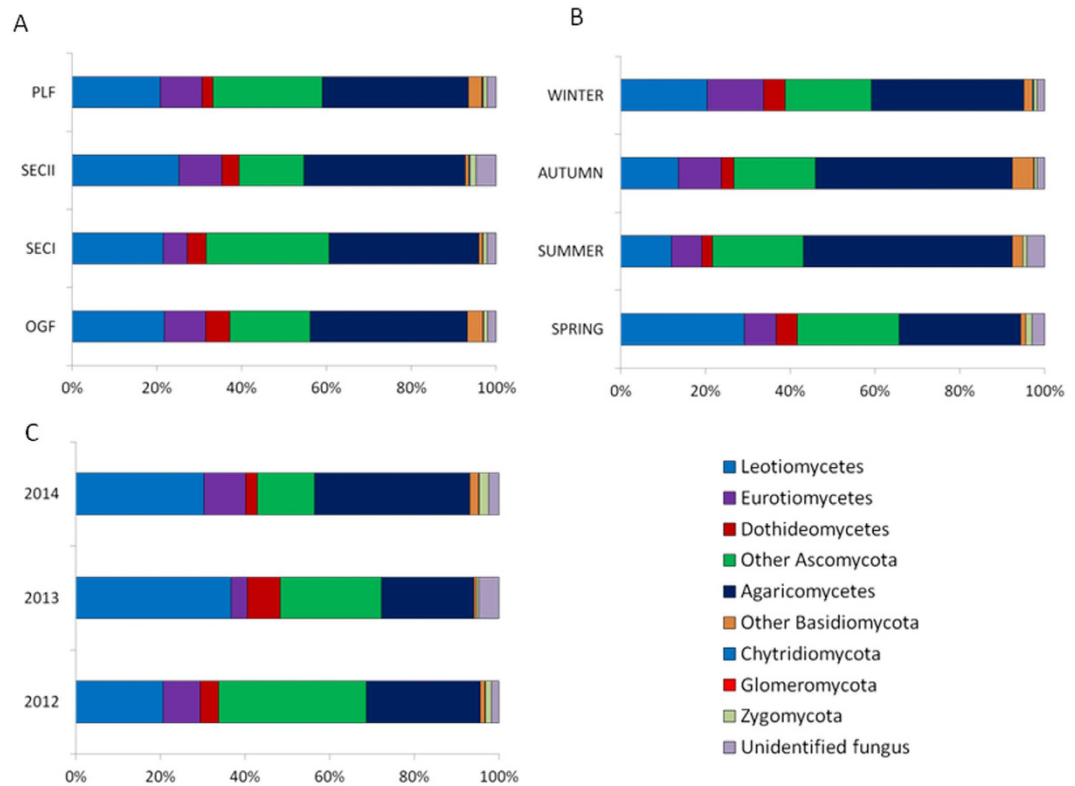 A
PLF
SECII
SECI
OGF
0% 20% 40% 60% 80% 100%
B
WINTER
AUTUMN
SUMMER
SPRING
0% 20% 40% 60% 80% 100%
C
2014
2013
2012
0% 20% 40% 60% 80% 100%
Leotiomycetes
Eurotiomycetes
Dothideomycetes
Other Ascomycota
Agaricomycetes
Other Basidiomycota
Chytridiomycota
Glomeromycota
Zygomycota
Unidentified fungus